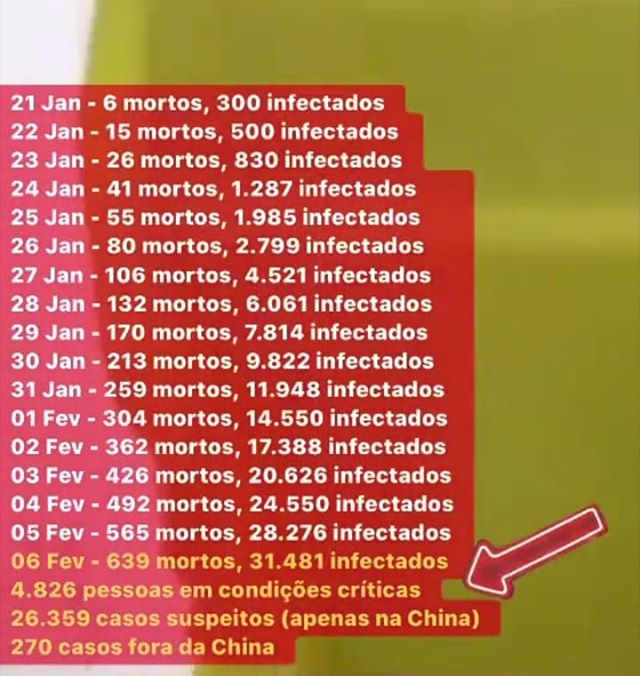 21 Jan - 6 mortos, 300 infectados
22 Jan - 15 mortos, 500 infectados
23 Jan - 26 mortos, 830 infectados
24 Jan - 41 mortos, 1.287 infectados
25 Jan - 55 mortos, 1.985 infectados
26 Jan - 80 mortos, 2.799 infectados
27 Jan - 106 mortos, 4.521 infectados
28 Jan - 132 mortos, 6.061 infectados
29 Jan - 170 mortos, 7.814 infectados
30 Jan - 213 mortos, 9.822 infectados
31 Jan - 259 mortos, 11.948 infectados
01 Fev - 304 mortos, 14.550 infectados
02 Fev - 362 mortos, 17.388 infectados
03 Fev - 426 mortos, 20.626 infectados
04 Fev - 492 mortos, 24.550 infectados
05 Fev - 565 mortos, 28.276 infectados
06 Fev - 639 mortos, 31.481 infectados
4.826 pessoas em condições críticas
26.359 casos suspeitos (apenas na China)
270 casos fora da China